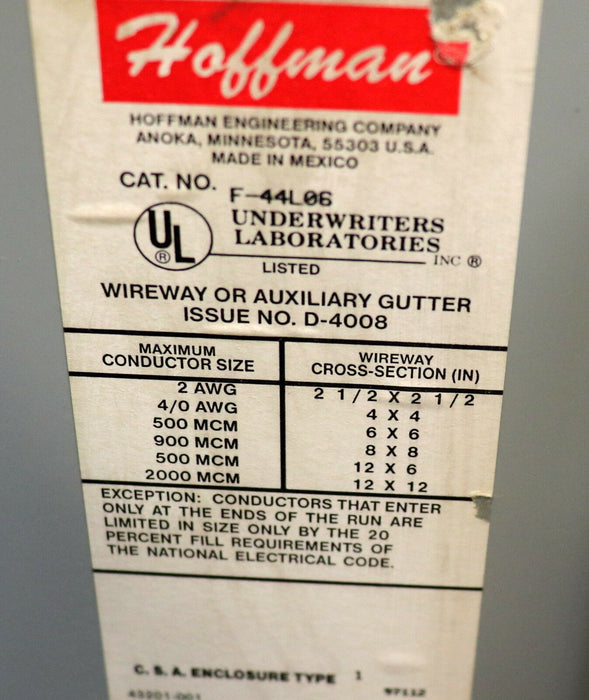 Hoffman
HOFFMAN ENGINEERING COMPANY
ANOKA, MINNESOTA, 55303 U.S.A.
MADE IN MEXICO
CAT. NO. F-44L06
UL ®
UNDERWRITERS
LABORATORIES
INC ®
LISTED
WIREWAY OR AUXILIARY GUTTER
ISSUE NO. D-4008
MAXIMUM
CONDUCTOR SIZE
WIREWAY
CROSS-SECTION (IN)
2 AWG 2 1/2 X 2 1/2
4/0 AWG 4 X 4
500 MCM 6 X 6
900 MCM 8 X 8
500 MCM 12 X 6
2000 MCM 12 X 12
EXCEPTION: CONDUCTORS THAT ENTER
ONLY AT THE ENDS OF THE RUN ARE
LIMITED IN SIZE ONLY BY THE 20
PERCENT FILL REQUIREMENTS OF
THE NATIONAL ELECTRICAL CODE.
C. S. A. ENCLOSURE TYPE 1
43201-001 97112